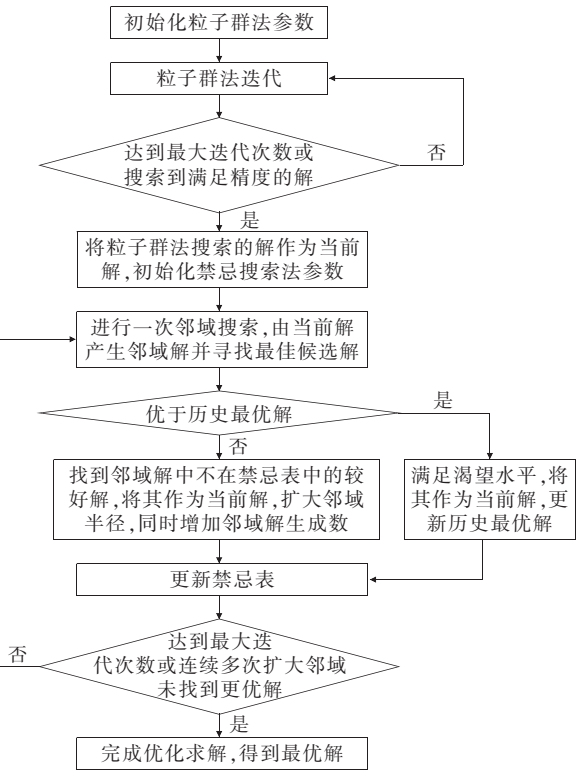 初始化粒子群法参数
粒子群法迭代
达到最大迭代次数或
搜索到满足精度的解
否
是
将粒子群法搜索的解作为当前
解,初始化禁忌搜索法参数
进行一次邻域搜索,由当前解
产生邻域解并寻找最佳候选解
优于历史最优解
是
否
找到邻域解中不在禁忌表中的较
好解,将其作为当前解,扩大邻域
半径,同时增加邻域解生成数
满足渴望水平,将
其作为当前解,更
新历史最优解
更新禁忌表
达到最大迭
代次数或连续多次扩大邻域
未找到更优解
否
是
完成优化求解,得到最优解